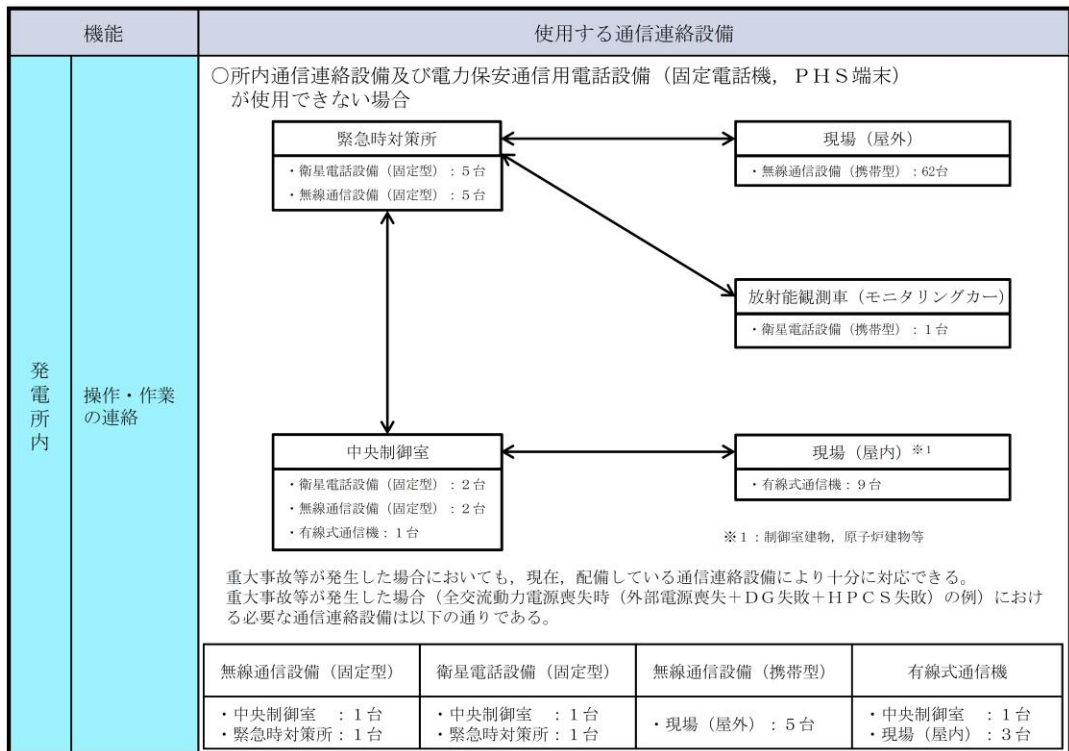 機能
使用する通信連絡設備
発電所内
操作・作業
の連絡
○所内通信連絡設備及び電力保安通信用電話設備（固定電話機，ＰＨＳ端末）
が使用できない場合
緊急時対策所
・衛星電話設備（固定型）：５台
・無線通信設備（固定型）：５台
現場（屋外）
・無線通信設備（携帯型）：62台
放射能観測車（モニタリングカー）
・衛星電話設備（携帯型）：１台
中央制御室
・衛星電話設備（固定型）：２台
・無線通信設備（固定型）：２台
・有線式通信機：１台
現場（屋内）※1
・有線式通信機：９台
※１：制御室建物，原子炉建物等
重大事故等が発生した場合においても，現在，配備している通信連絡設備により十分に対応できる。
重大事故等が発生した場合（全交流動力電源喪失時（外部電源喪失＋ＤＧ失敗＋ＨＰＣＳ失敗）の例）におけ
る必要な通信連絡設備は以下の通りである。
無線通信設備（固定型）
衛星電話設備（固定型）
無線通信設備（携帯型）
有線式通信機
・中央制御室　：１台
・緊急時対策所：１台
・中央制御室　：１台
・緊急時対策所：１台
・現場（屋外）：５台
・中央制御室　：１台
・現場（屋内）：３台